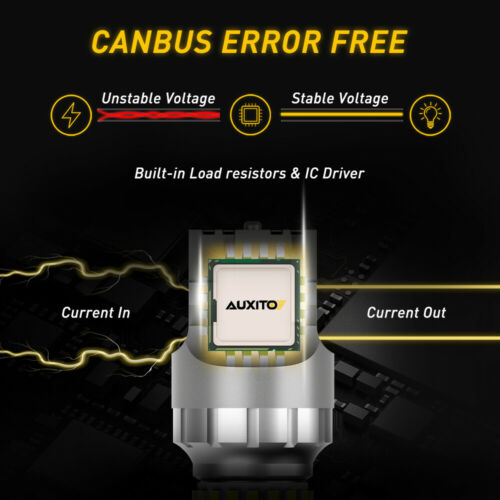 CANBUS ERROR FREE
Unstable Voltage
Stable Voltage
Built-in Load resistors & IC Driver
AUXITO
Current In
Current Out